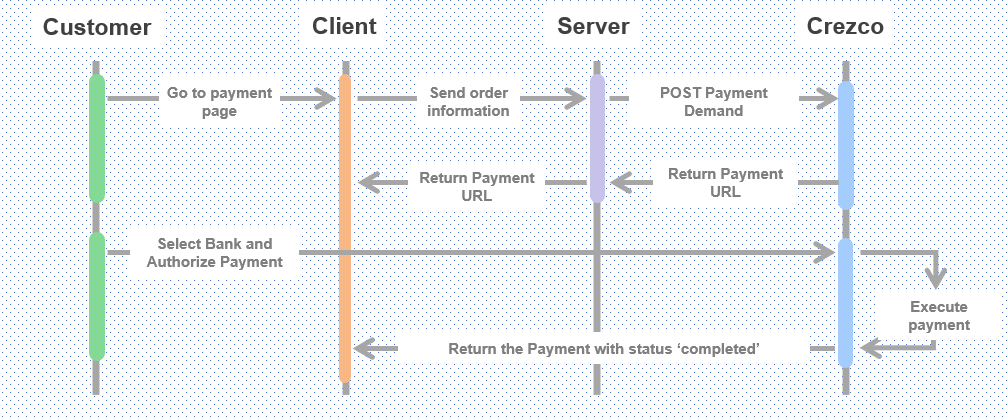 Customer
Client
Server
Crezco
Go to payment
page
Send order
information
POST Payment
Demand
Return Payment
URL
Return Payment
URL
Select Bank and
Authorize Payment
Execute
payment
Return the Payment with status ‘completed’